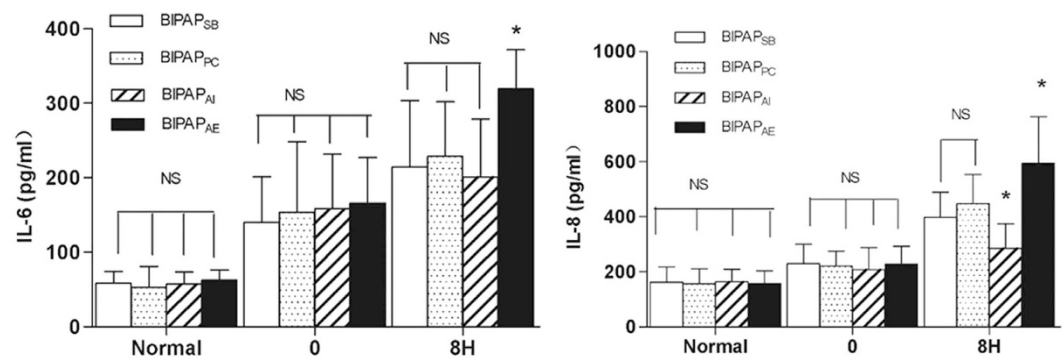 BIPAPSB
BIPAPPC
BIPAPAI
BIPAPAE
IL-6 (pg/ml)
400
300
200
100
0
NS
NS
NS
*
Normal
0
8H
BIPAPSB
BIPAPPC
BIPAPAI
BIPAPAE
IL-8 (pg/ml)
1000
800
600
400
200
0
NS
NS
NS
*
*
Normal
0
8H